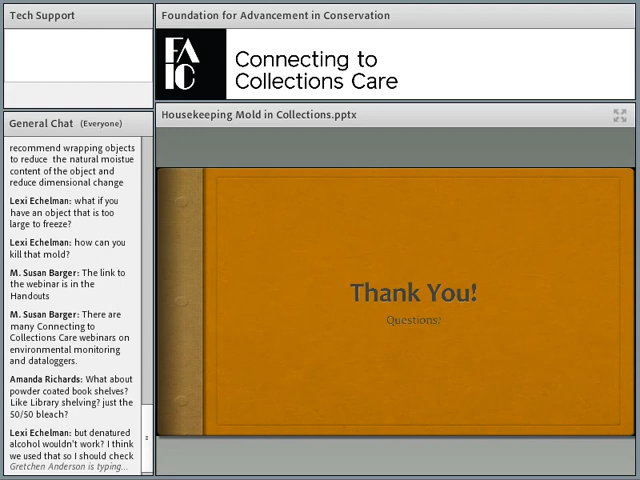 Tech Support
Foundation for Advancement in Conservation
FAIC
Connecting to
Collections Care
General Chat (Everyone)
recommend wrapping objects
to reduce the natural moistue
content of the object and
reduce dimensional change
Lexi Echelman: what if you
have an object that is too
large to freeze?
Lexi Echelman: how can you
kill that mold?
M. Susan Barger: The link to
the webinar is in the
Handouts
M. Susan Barger: There are
many Connecting to
Collections Care webinars on
environmental monitoring
and dataloggers.
Amanda Richards: What about
powder coated book shelves?
Like Library shelving? just the
50/50 bleach?
Lexi Echelman: but denatured
alcohol wouldn't work? I think
we used that so I should check
Gretchen Anderson is typing...
Housekeeping Mold in Collections.pptx
Thank You!
Questions?